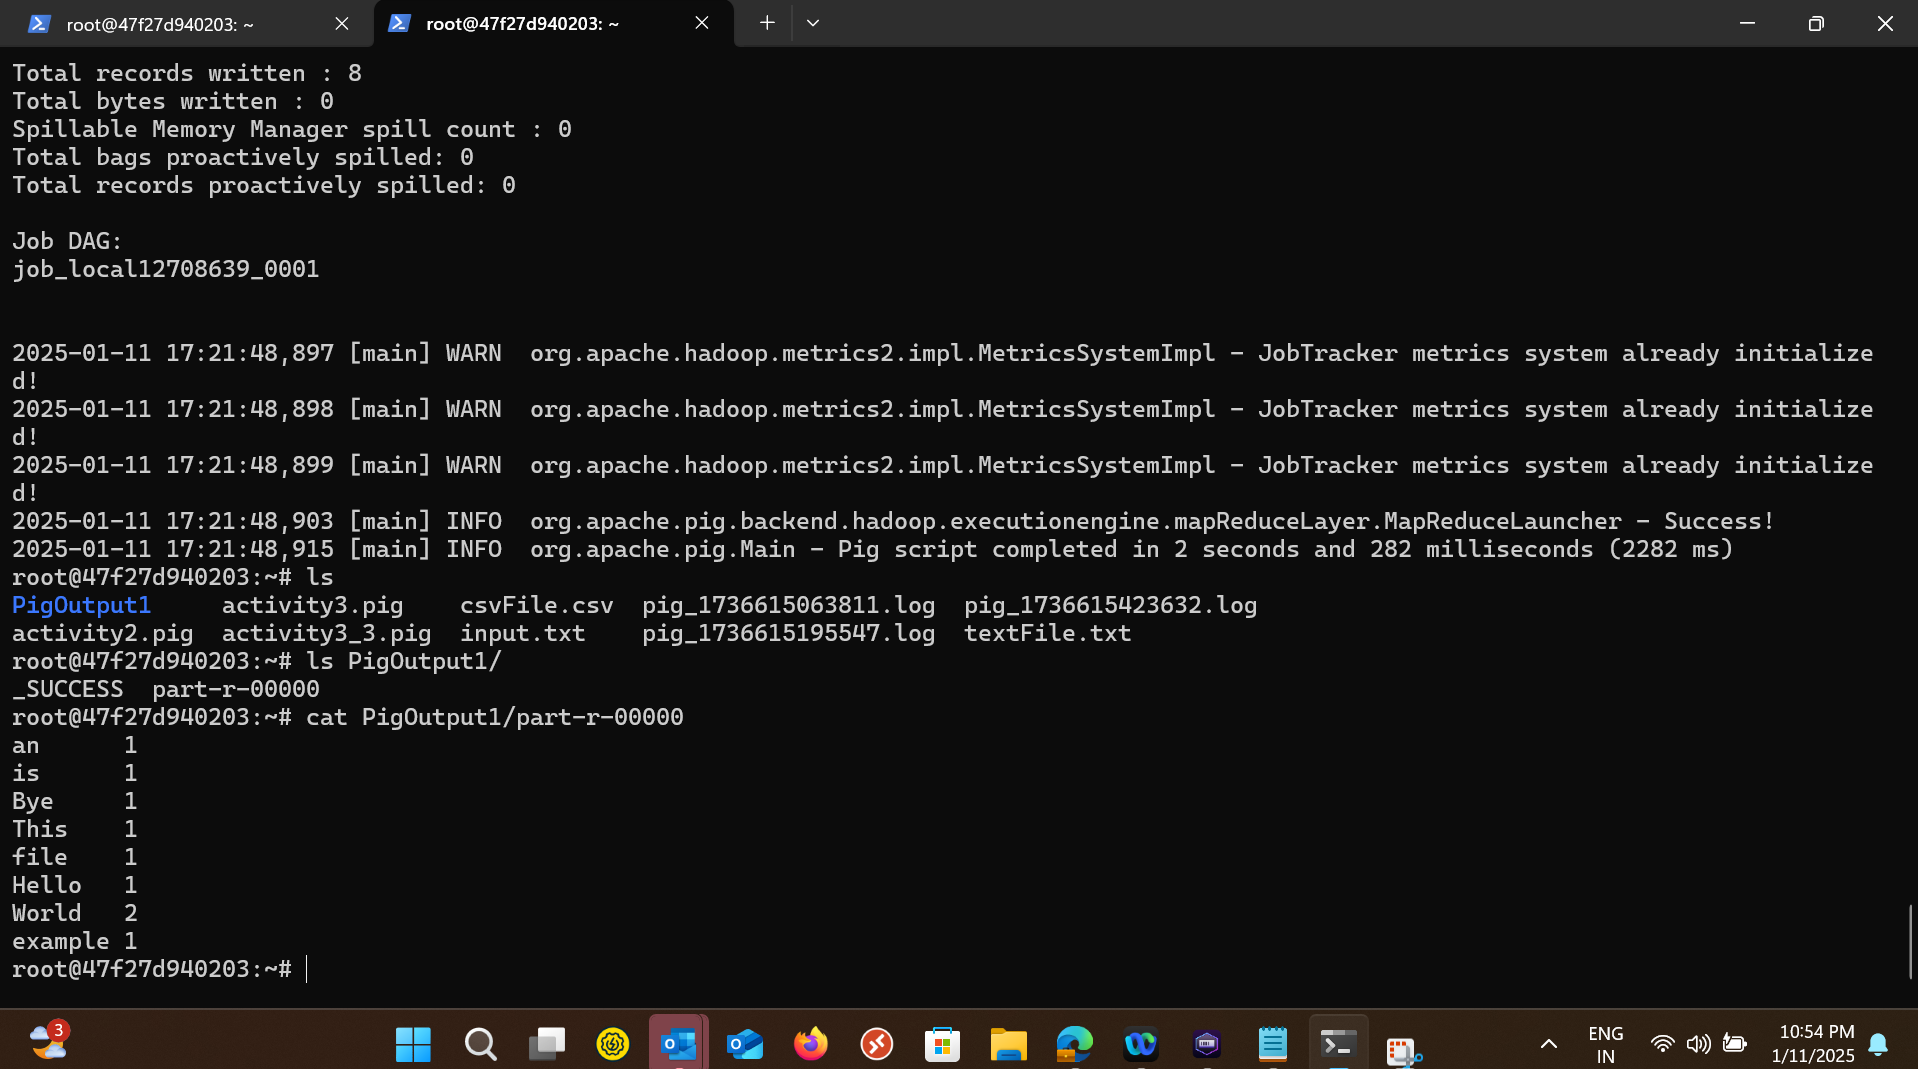 root@47f27d940203: ~
root@47f27d940203: ~
Total records written : 8
Total bytes written : 0
Spillable Memory Manager spill count : 0
Total bags proactively spilled: 0
Total records proactively spilled: 0
Job DAG:
job_local12708639_0001
2025-01-11 17:21:48,897 [main] WARN  org.apache.hadoop.metrics2.impl.MetricsSystemImpl - JobTracker metrics system already initialize
d!
2025-01-11 17:21:48,898 [main] WARN  org.apache.hadoop.metrics2.impl.MetricsSystemImpl - JobTracker metrics system already initialize
d!
2025-01-11 17:21:48,899 [main] WARN  org.apache.hadoop.metrics2.impl.MetricsSystemImpl - JobTracker metrics system already initialize
d!
2025-01-11 17:21:48,903 [main] INFO  org.apache.pig.backend.hadoop.executionengine.mapReduceLayer.MapReduceLauncher - Success!
2025-01-11 17:21:48,915 [main] INFO  org.apache.pig.Main - Pig script completed in 2 seconds and 282 milliseconds (2282 ms)
root@47f27d940203:~# ls
PigOutput1     activity3.pig    csvFile.csv  pig_1736615063811.log  pig_1736615423632.log
activity2.pig  activity3_3.pig  input.txt    pig_1736615195547.log  textFile.txt
root@47f27d940203:~# ls PigOutput1/
_SUCCESS  part-r-00000
root@47f27d940203:~# cat PigOutput1/part-r-00000
an      1
is      1
Bye     1
This    1
file    1
Hello   1
World   2
example 1
root@47f27d940203:~#
3
ENG
IN
10:54 PM
1/11/2025